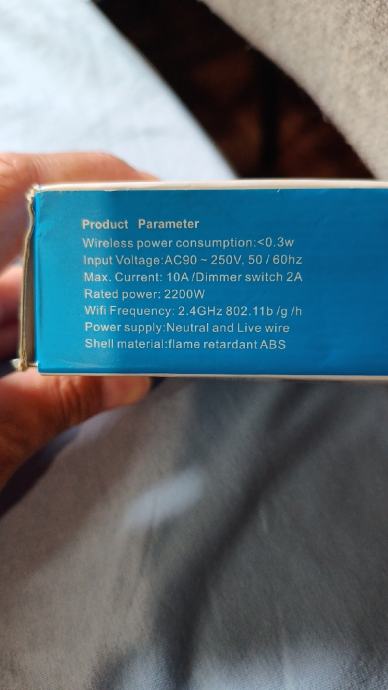 Product Parameter
Wireless power consumption:<0.3w
Input Voltage:AC90 ~ 250V, 50 / 60hz
Max. Current: 10A /Dimmer switch 2A
Rated power: 2200W
Wifi Frequency: 2.4GHz 802.11b /g /h
Power supply:Neutral and Live wire
Shell material:flame retardant ABS